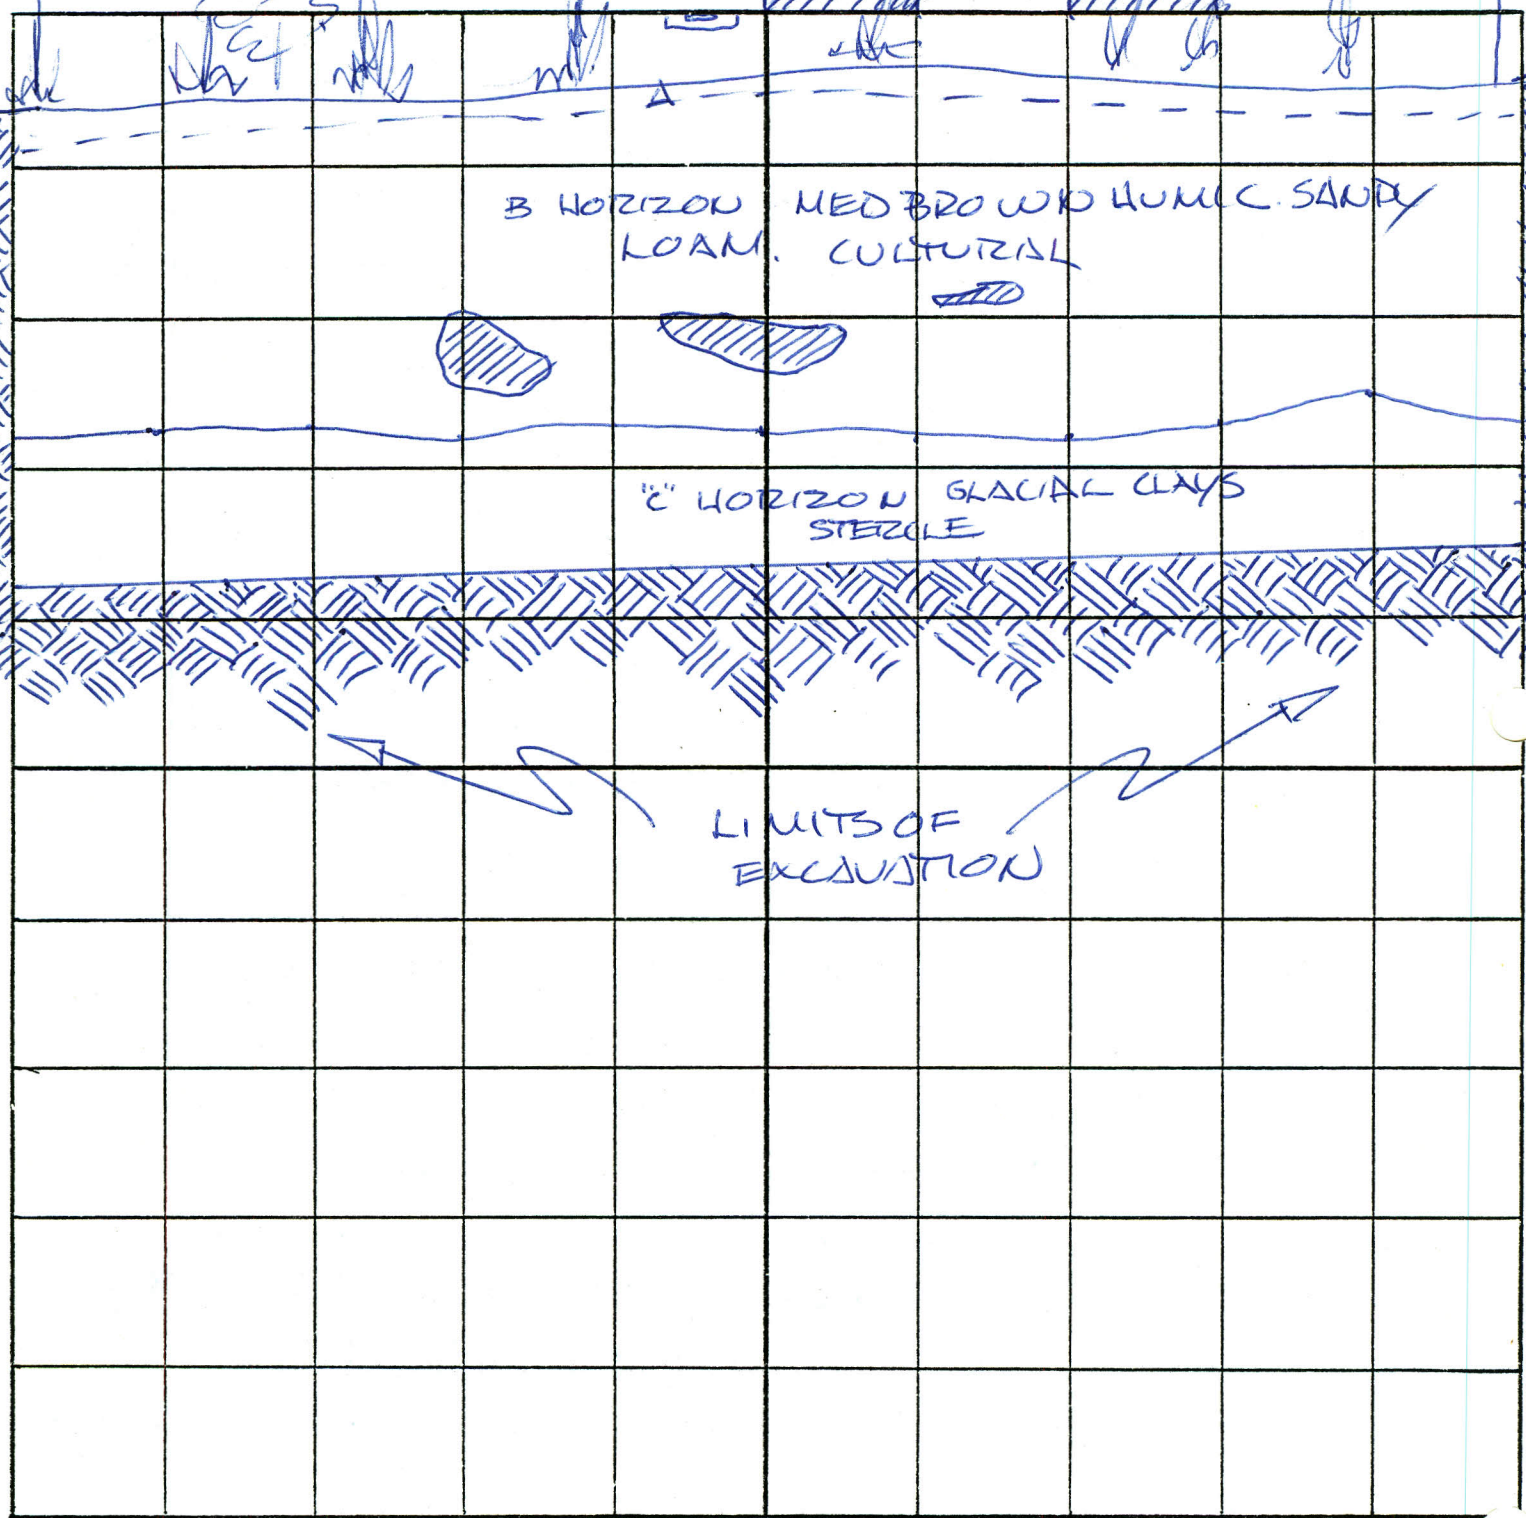 A
B HORIZON MED BROWN HUMIC SANDY
LOAM. CULTURAL
"C" HORIZON GLACIAL CLAYS
STERILE
LIMITS OF
EXCAVATION